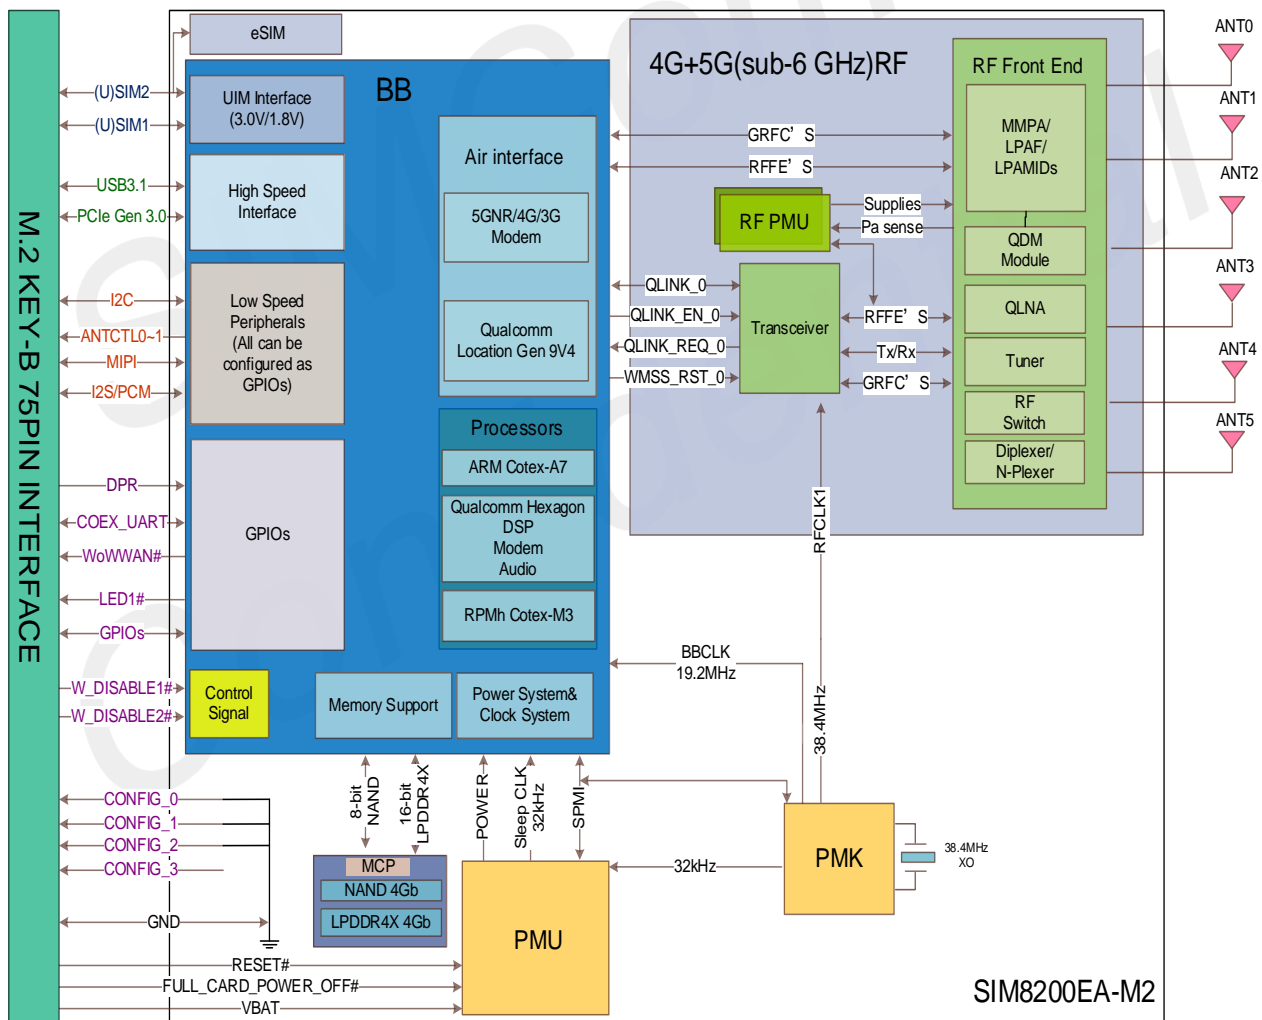 eSIM
BB
UIM Interface
(3.0V/1.8V)
High Speed
Interface
Low Speed
Peripherals
(All can be
configured as
GPIOs)
GPIOs
Control
Signal
Memory Support
Power System&
Clock System
Air interface
5GNR/4G/3G
Modem
Qualcomm
Location Gen 9V4
Processors
ARM Cotex-A7
Qualcomm Hexagon
DSP
Modem
Audio
RPMh Cotex-M3
M.2 KEY-B 75PIN INTERFACE
(U)SIM2
(U)SIM1
USB3.1
PCIe Gen 3.0
I2C
ANTCTL0~1
MIPI
I2S/PCM
DPR
COEX_UART
WoWWAN#
LED1#
GPIOs
W_DISABLE1#
W_DISABLE2#
CONFIG_0
CONFIG_1
CONFIG_2
CONFIG_3
GND
RESET#
FULL_CARD_POWER_OFF#
VBAT
4G+5G(sub-6 GHz)RF
RF Front End
MMPA/
LPAF/
LPAMIDs
QDM
Module
QLNA
Tuner
RF
Switch
Diplexer/
N-Plexer
GRFC' S
RFFE' S
RF PMU
Supplies
Pa sense
Transceiver
QLINK_0
QLINK_EN_0
QLINK_REQ_0
WMSS_RST_0
RFFE' S
Tx/Rx
GRFC' S
ANT0
ANT1
ANT2
ANT3
ANT4
ANT5
RFCLK1
38.4MHz
BBCLK
19.2MHz
8-bit
NAND
16-bit
LPDDR4X
POWER
Sleep CLK
32kHz
SPMI
MCP
NAND 4Gb
LPDDR4X 4Gb
PMU
32kHz
PMK
38.4MHz
XO
SIM8200EA-M2